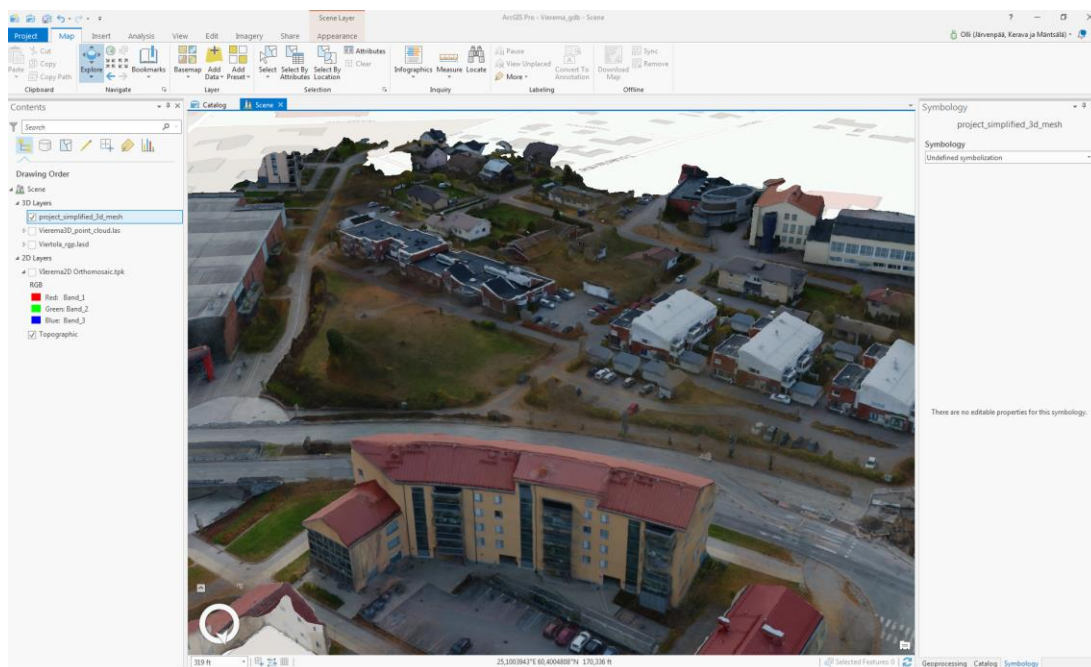 Scene Layer
ArcGIS Pro - Vierema_gdb - Scene
Project Map Insert Analysis View Edit Imagery Share Appearance
Olli (Järvenpää, Kerava ja Mäntsälä)
Paste
Cut
Copy
Copy Path
Explore
Bookmarks
Basemap
Add Data
Add Preset
Select
Select By Attributes
Select By Location
Attributes
Clear
Infographics
Measure
Locate
Pause
View Unplaced
More
Convert To Annotation
Download Map
Sync
Remove
Clipboard
Navigate
Layer
Selection
Inquiry
Labeling
Offline
Contents
Search
Drawing Order
Scene
3D Layers
project_simplified_3d_mesh
Vierema3D_point_cloud.las
Viertola_rgp.lasd
2D Layers
Vierema2D Orthomosaic.tpk
RGB
Red: Band_1
Green: Band_2
Blue: Band_3
Topographic
Catalog
Scene
319 ft
25,1003943°E 60,4004808°N 170,336 ft
Selected Features: 0
Symbology
project_simplified_3d_mesh
Symbology
Undefined symbolization
There are no editable properties for this symbology.
Geoprocessing Catalog Symbology